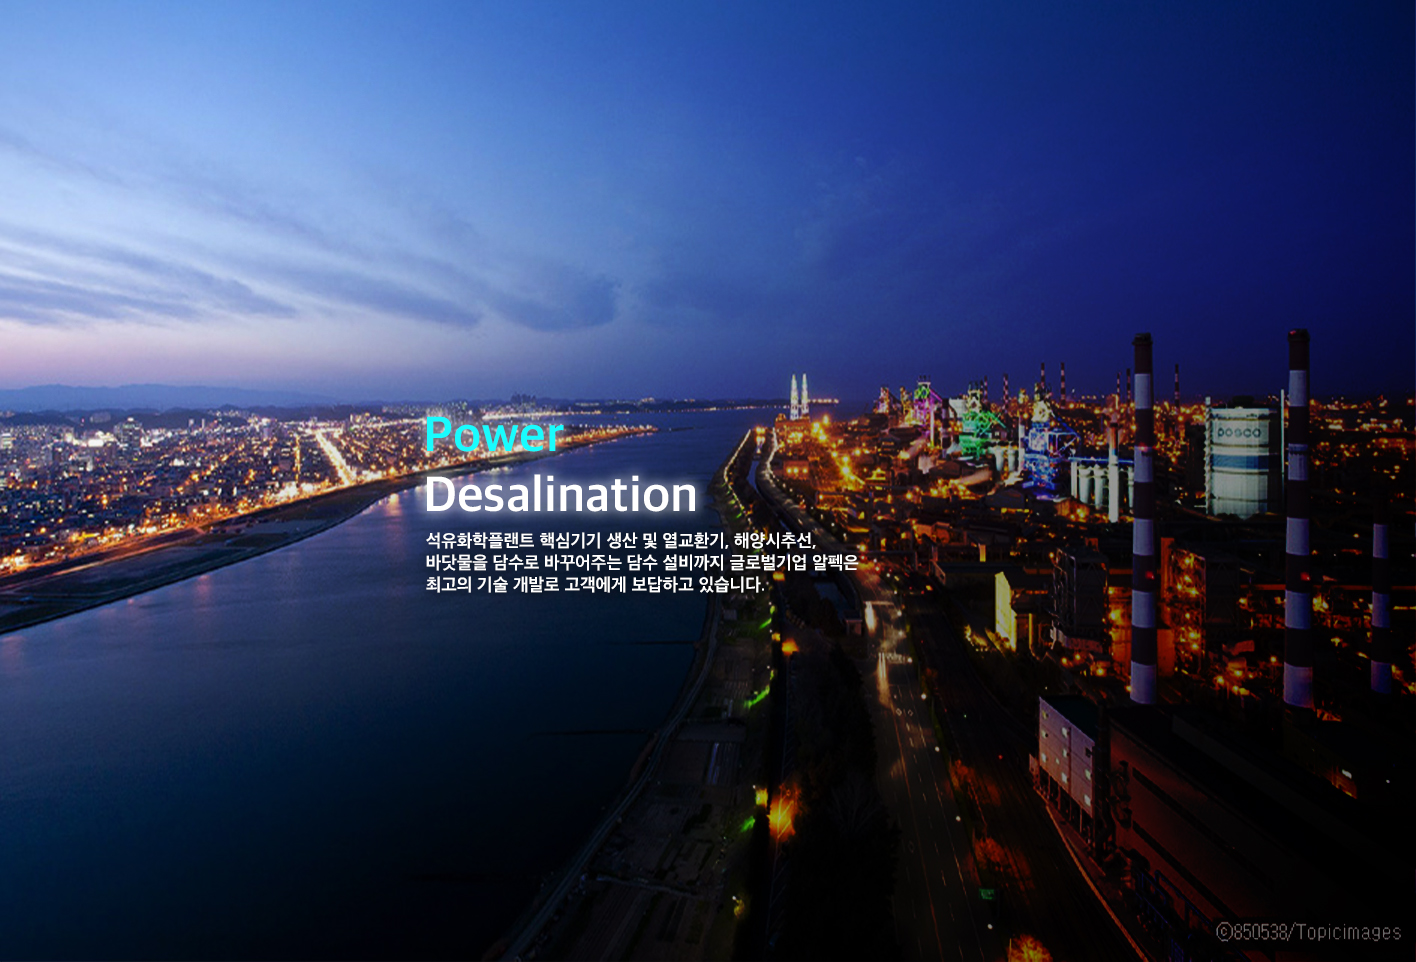 Power
Desalination
석유화학플랜트 핵심기기 생산 및 열교환기, 해양시추선,
바닷물을 담수로 바꾸어주는 담수 설비까지 글로벌기업 알펙은
최고의 기술 개발로 고객에게 보답하고 있습니다.
posco
©850538/Topicimages